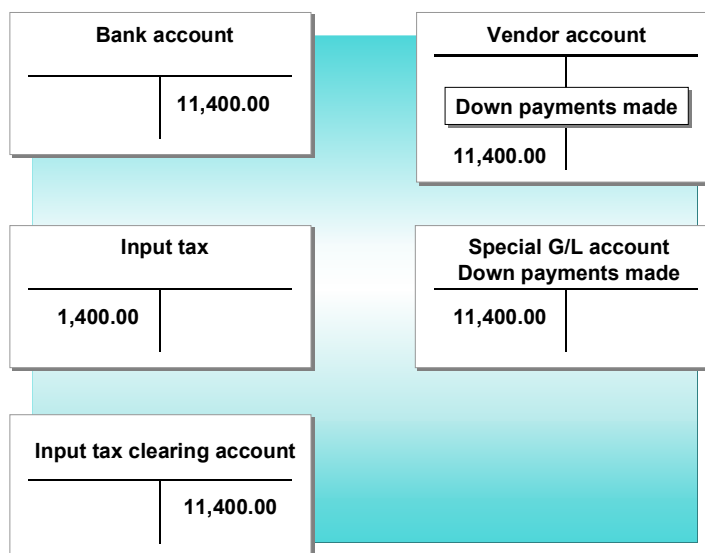 Bank account
11,400.00
Vendor account
Down payments made
11,400.00
Input tax
1,400.00
Special G/L account
Down payments made
11,400.00
Input tax clearing account
11,400.00